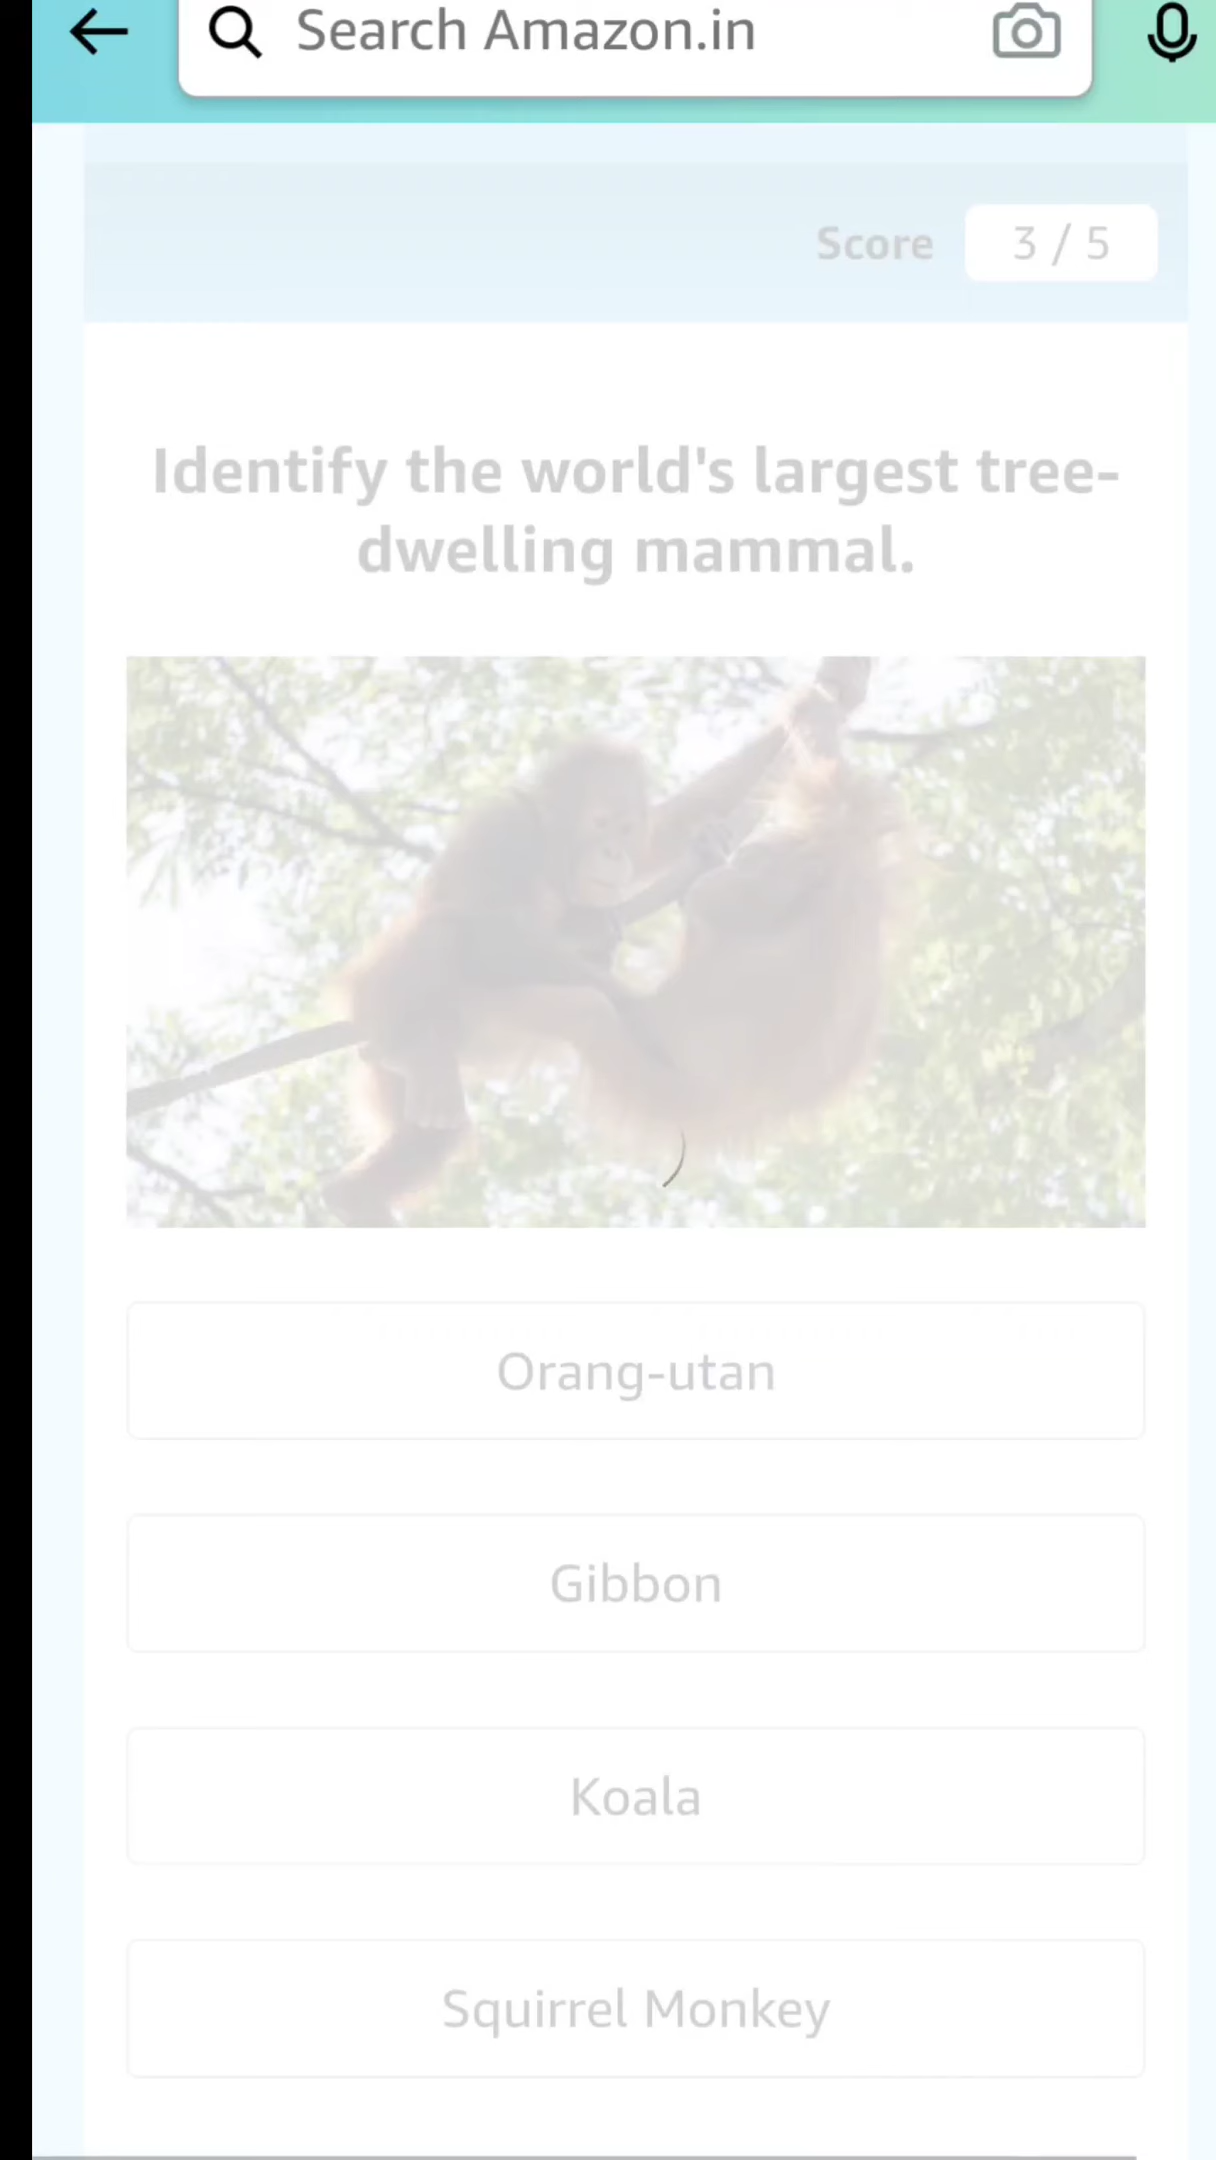 Search Amazon.in
Score 3 / 5
Identify the world's largest tree-
dwelling mammal.
Orang-utan
Gibbon
Koala
Squirrel Monkey